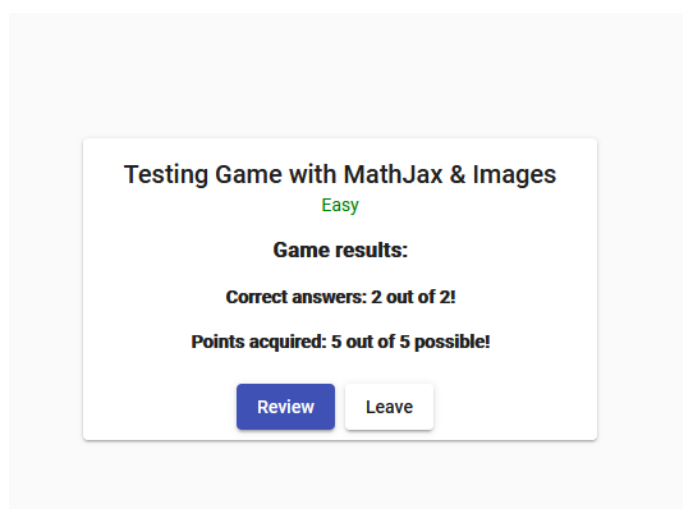 Testing Game with MathJax & Images
Easy
Game results:
Correct answers: 2 out of 2!
Points acquired: 5 out of 5 possible!
Review Leave